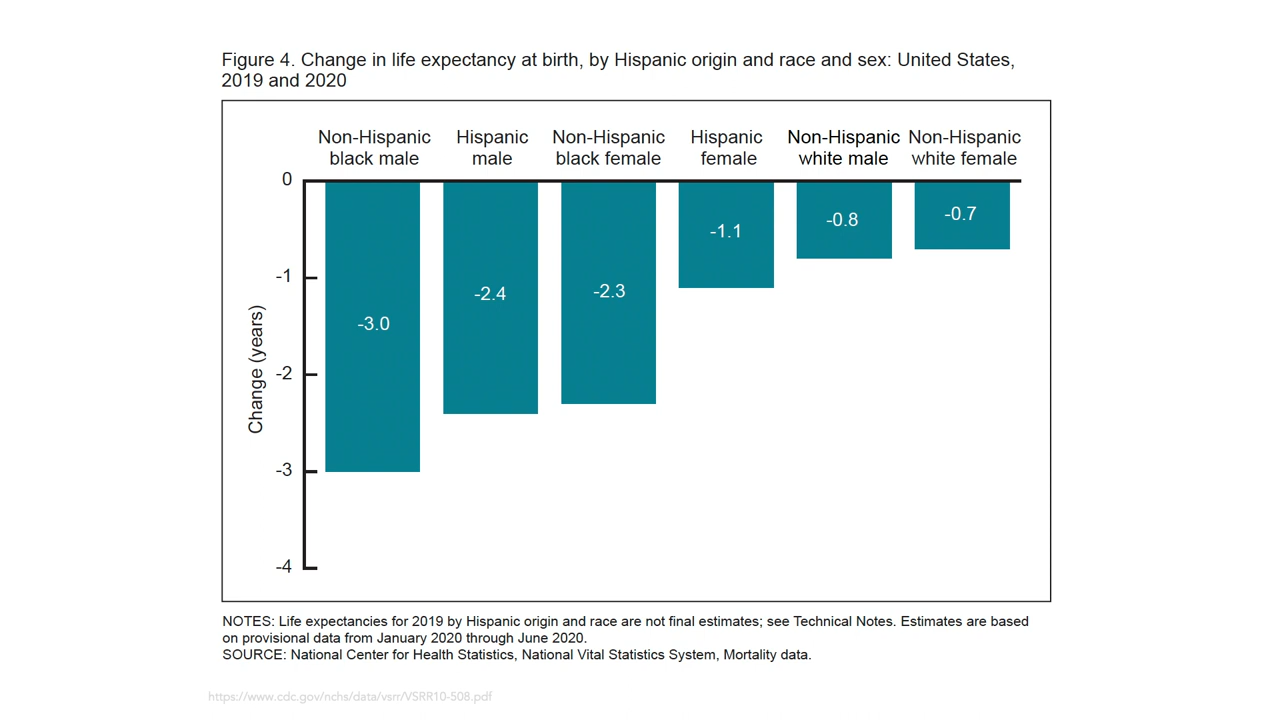 Figure 4. Change in life expectancy at birth, by Hispanic origin and race and sex: United States,
2019 and 2020
Non-Hispanic black male
Hispanic male
Non-Hispanic black female
Hispanic female
Non-Hispanic white male
Non-Hispanic white female
0
-1
-2
-3
-4
Change (years)
-3.0
-2.4
-2.3
-1.1
-0.8
-0.7
NOTES: Life expectancies for 2019 by Hispanic origin and race are not final estimates; see Technical Notes. Estimates are based
on provisional data from January 2020 through June 2020.
SOURCE: National Center for Health Statistics, National Vital Statistics System, Mortality data.
https://www.cdc.gov/nchs/data/vsrr/VSRR10-508.pdf